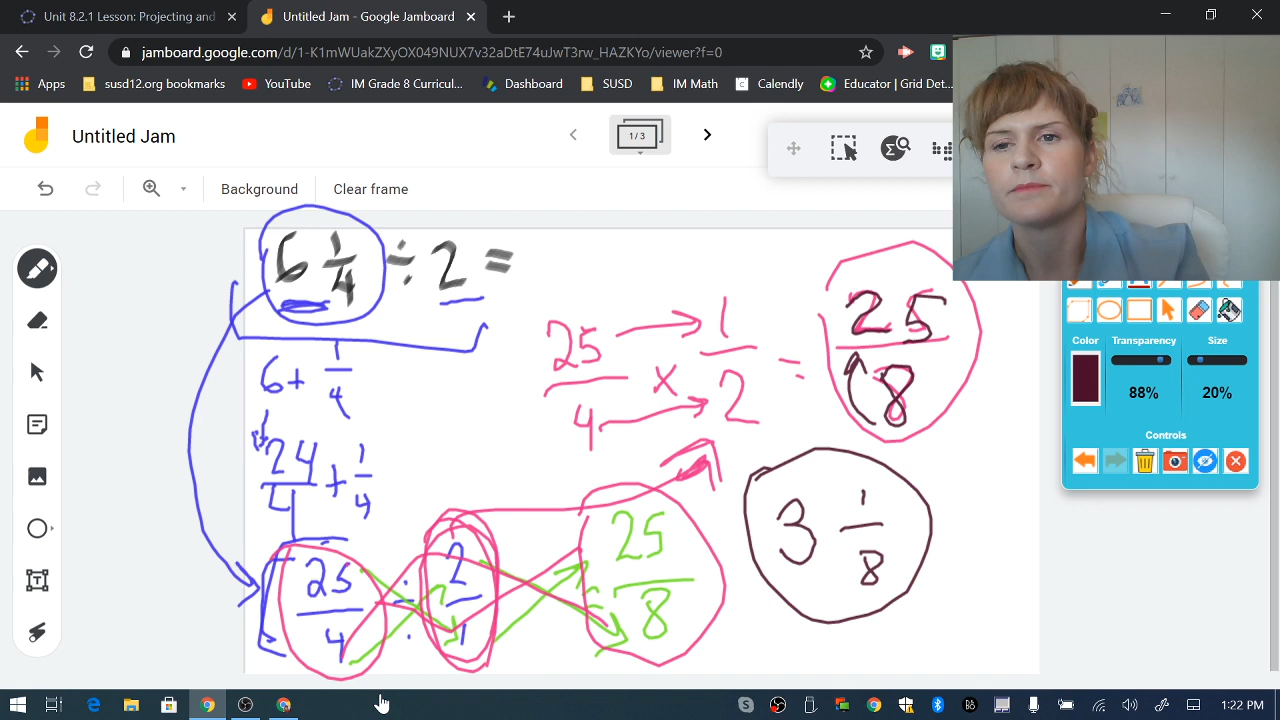 Unit 8.2.1 Lesson: Projecting and
Untitled Jam - Google Jamboard
jamboard.google.com/d/1-K1mWUakZXyOX049NUX7v32aDtE74uJwT3rw_HAZKYo/viewer?f=0
Apps susd12.org bookmarks YouTube IM Grade 8 Curricul... Dashboard SUSD IM Math Calendly Educator | Grid Det...
Untitled Jam
1/3
Background Clear frame
6 1/4 ÷ 2 =
6 + 1/4
24/4 + 1/4
25/4 ÷ 2/1 = 25/8
25/4 x 1/2 = 25/8
3 1/8
Color Transparency Size
88% 20%
Controls
1:22 PM